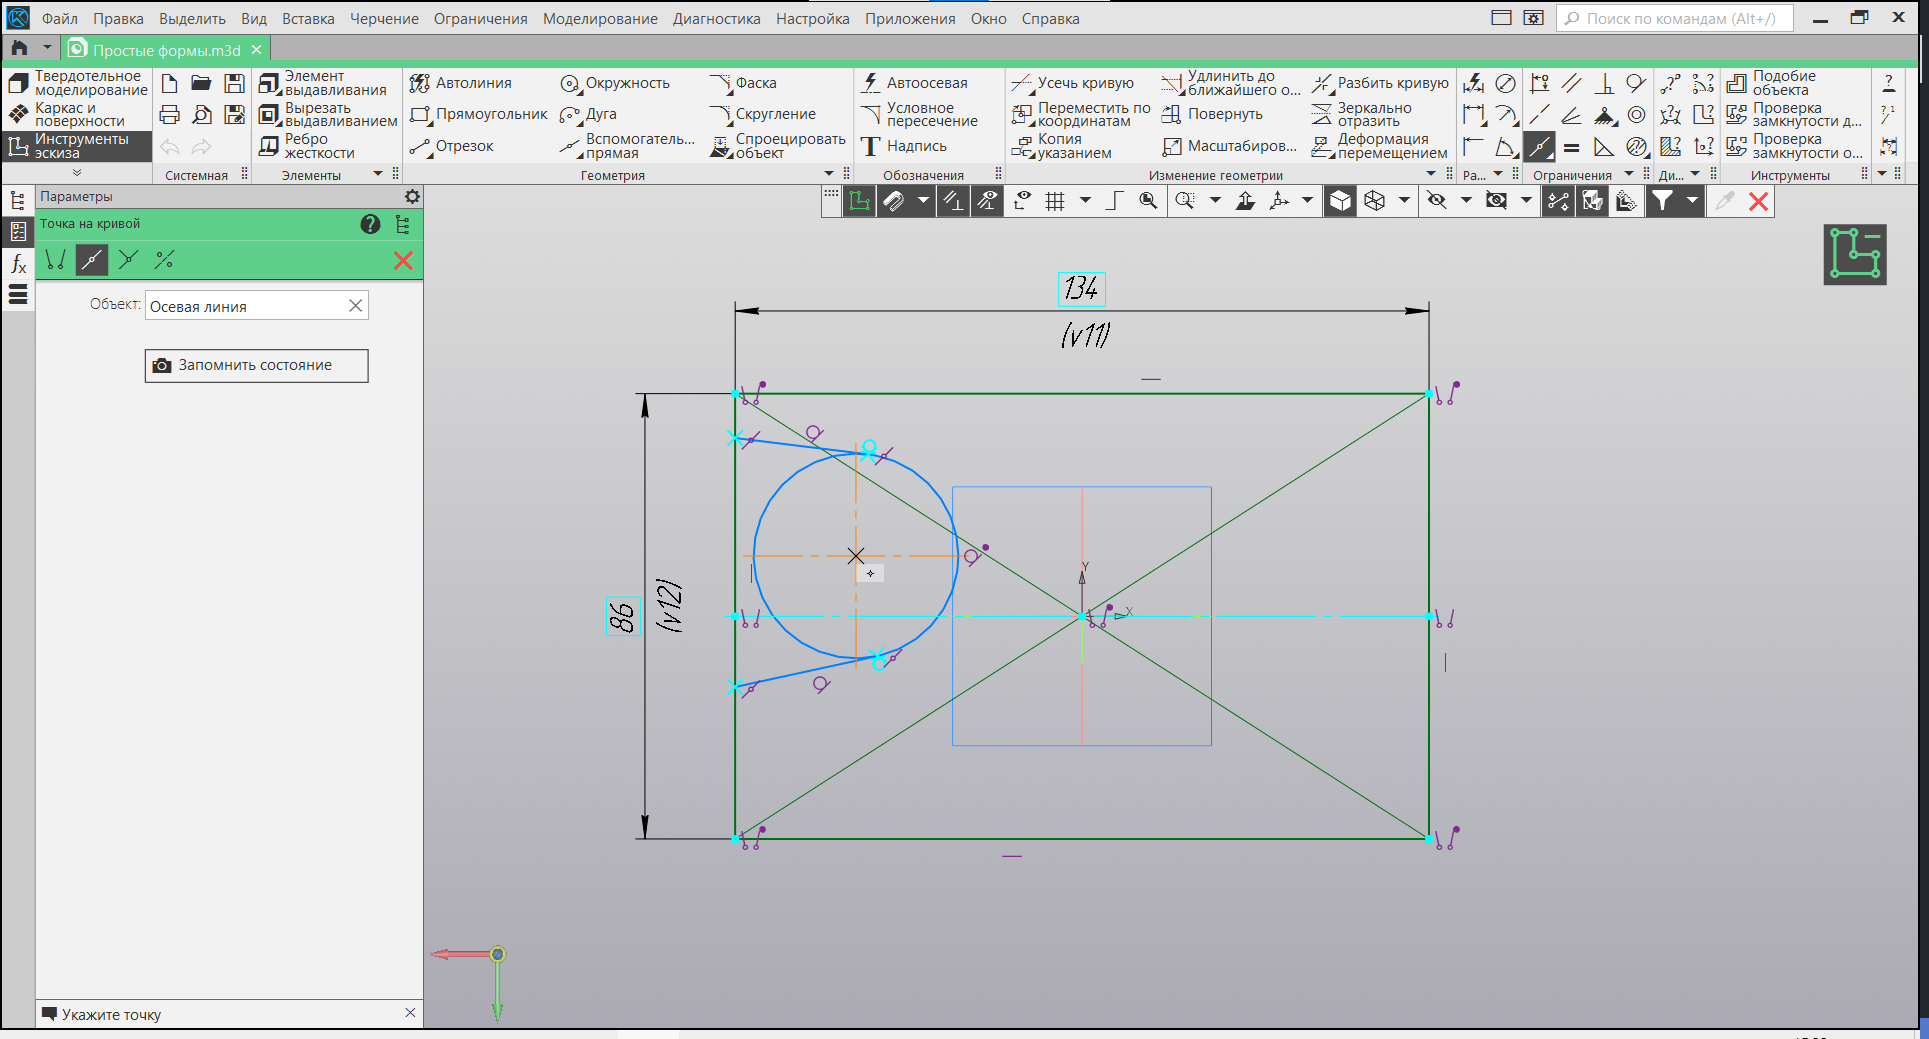 Файл Правка Выделить Вид Вставка Черчение Ограничения Моделирование Диагностика Настройка Приложения Окно Справка Поиск по командам (Alt+/)
Простые формы.m3d
Твердотельное моделирование
Каркас и поверхности
Инструменты эскиза
Системная
Элемент выдавливания
Вырезать выдавливанием
Ребро жесткости
Элементы
Автолиния Окружность Фаска
Прямоугольник Дуга Скругление
Отрезок Вспомогатель... прямая Спроецировать объект
Геометрия
Автоосевая
Условное пересечение
Надпись
Обозначения
Усечь кривую Удлинить до ближайшего о... Разбить кривую
Переместить по координатам Повернуть Зеркально отразить
Копия указанием Масштабиров... Деформация перемещением
Изменение геометрии
Ра...
Ограничения
Ди...
Подобие объекта
Проверка замкнутости д...
Проверка замкнутости о...
Инструменты
Параметры
Точка на кривой
Объект: Осевая линия
Запомнить состояние
134
(v11)
86
(v12)
Y
X
Укажите точку